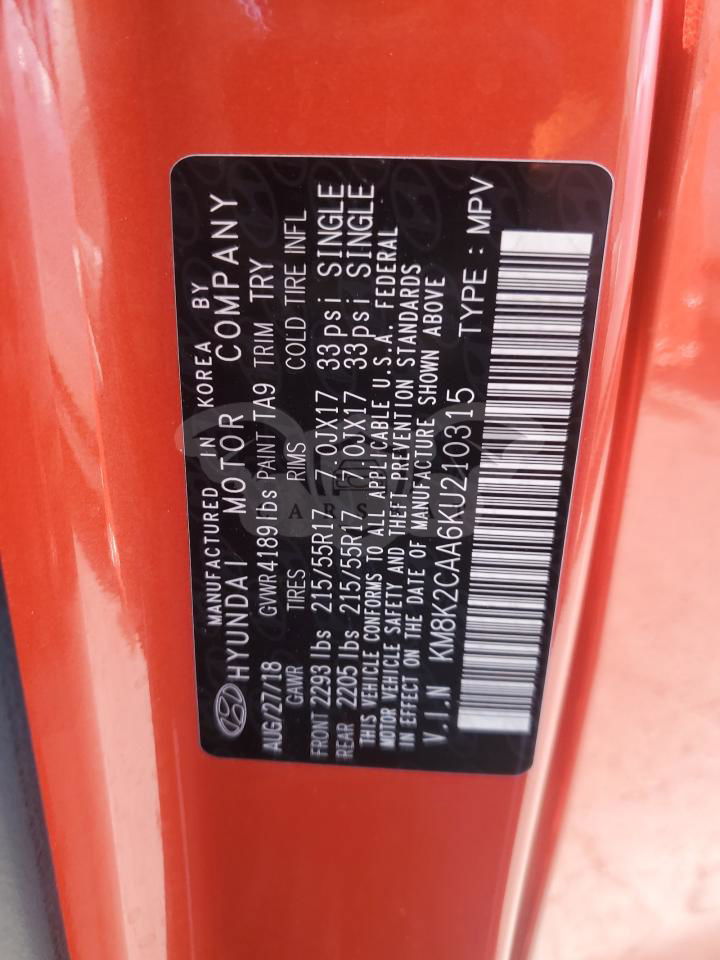 MANUFACTURED IN KOREA BY
HYUNDAI MOTOR COMPANY
AUG/27/18 GVWR 4189 lbs PAINT TA9 TRIM TRY
GAWR TIRES RIMS COLD TIRE INFL
FRONT 2293 lbs 215/55R17 7.0JX17 33psi SINGLE
REAR 2205 lbs 215/55R17 7.0JX17 33psi SINGLE
THIS VEHICLE CONFORMS TO ALL APPLICABLE U.S.A. FEDERAL
MOTOR VEHICLE SAFETY AND THEFT PREVENTION STANDARDS
IN EFFECT ON THE DATE OF MANUFACTURE SHOWN ABOVE
V.I.N KM8K2CAA6KU210315 TYPE : MPV